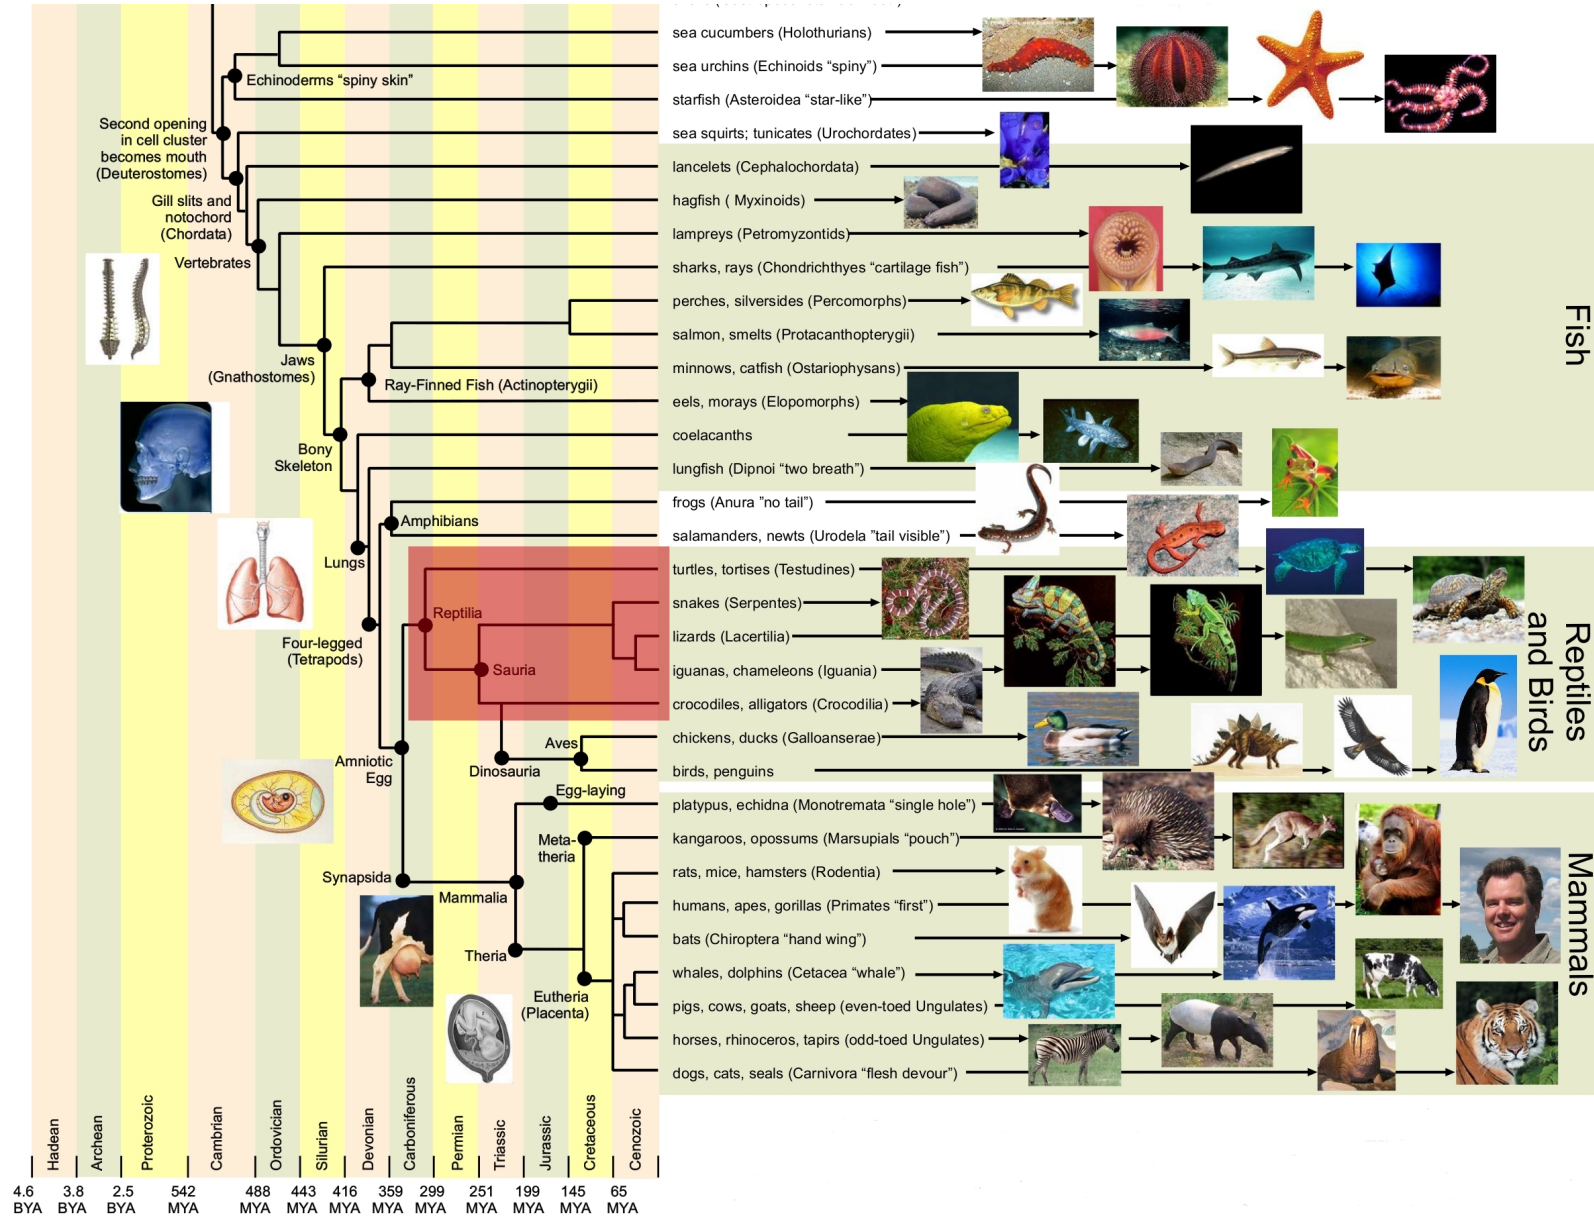 sea cucumbers (Holothurians)
sea urchins (Echinoids “spiny”)
Echinoderms “spiny skin”
starfish (Asteroidea “star-like”)
Second opening
in cell cluster
becomes mouth
(Deuterostomes)
sea squirts; tunicates (Urochordates)
lancelets (Cephalochordata)
Gill slits and
notochord
(Chordata)
hagfish ( Myxinoids)
lampreys (Petromyzontids)
Vertebrates
sharks, rays (Chondrichthyes “cartilage fish”)
perches, silversides (Percomorphs)
salmon, smelts (Protacanthopterygii)
Fish
Jaws
(Gnathostomes)
minnows, catfish (Ostariophysans)
Ray-Finned Fish (Actinopterygii)
eels, morays (Elopomorphs)
coelacanths
Bony
Skeleton
lungfish (Dipnoi “two breath”)
frogs (Anura ”no tail”)
Amphibians
salamanders, newts (Urodela ”tail visible”)
Lungs
turtles, tortises (Testudines)
snakes (Serpentes)
Reptilia
lizards (Lacertilia)
Four-legged
(Tetrapods)
iguanas, chameleons (Iguania)
Sauria
Reptiles
and Birds
crocodiles, alligators (Crocodilia)
chickens, ducks (Galloanserae)
Aves
Amniotic
Egg
Dinosauria
birds, penguins
Egg-laying
platypus, echidna (Monotremata “single hole”)
kangaroos, opossums (Marsupials “pouch”)
Meta-
theria
rats, mice, hamsters (Rodentia)
Synapsida
Mammalia
humans, apes, gorillas (Primates “first”)
Mammals
bats (Chiroptera “hand wing”)
Theria
whales, dolphins (Cetacea “whale”)
Eutheria
(Placenta)
pigs, cows, goats, sheep (even-toed Ungulates)
horses, rhinoceros, tapirs (odd-toed Ungulates)
dogs, cats, seals (Carnivora “flesh devour”)
Hadean
Archean
Proterozoic
Cambrian
Ordovician
Silurian
Devonian
Carboniferous
Permian
Triassic
Jurassic
Cretaceous
Cenozoic
4.6 3.8 2.5 542 488 443 416 359 299 251 199 145 65
BYA BYA BYA MYA MYA MYA MYA MYA MYA MYA MYA MYA MYA